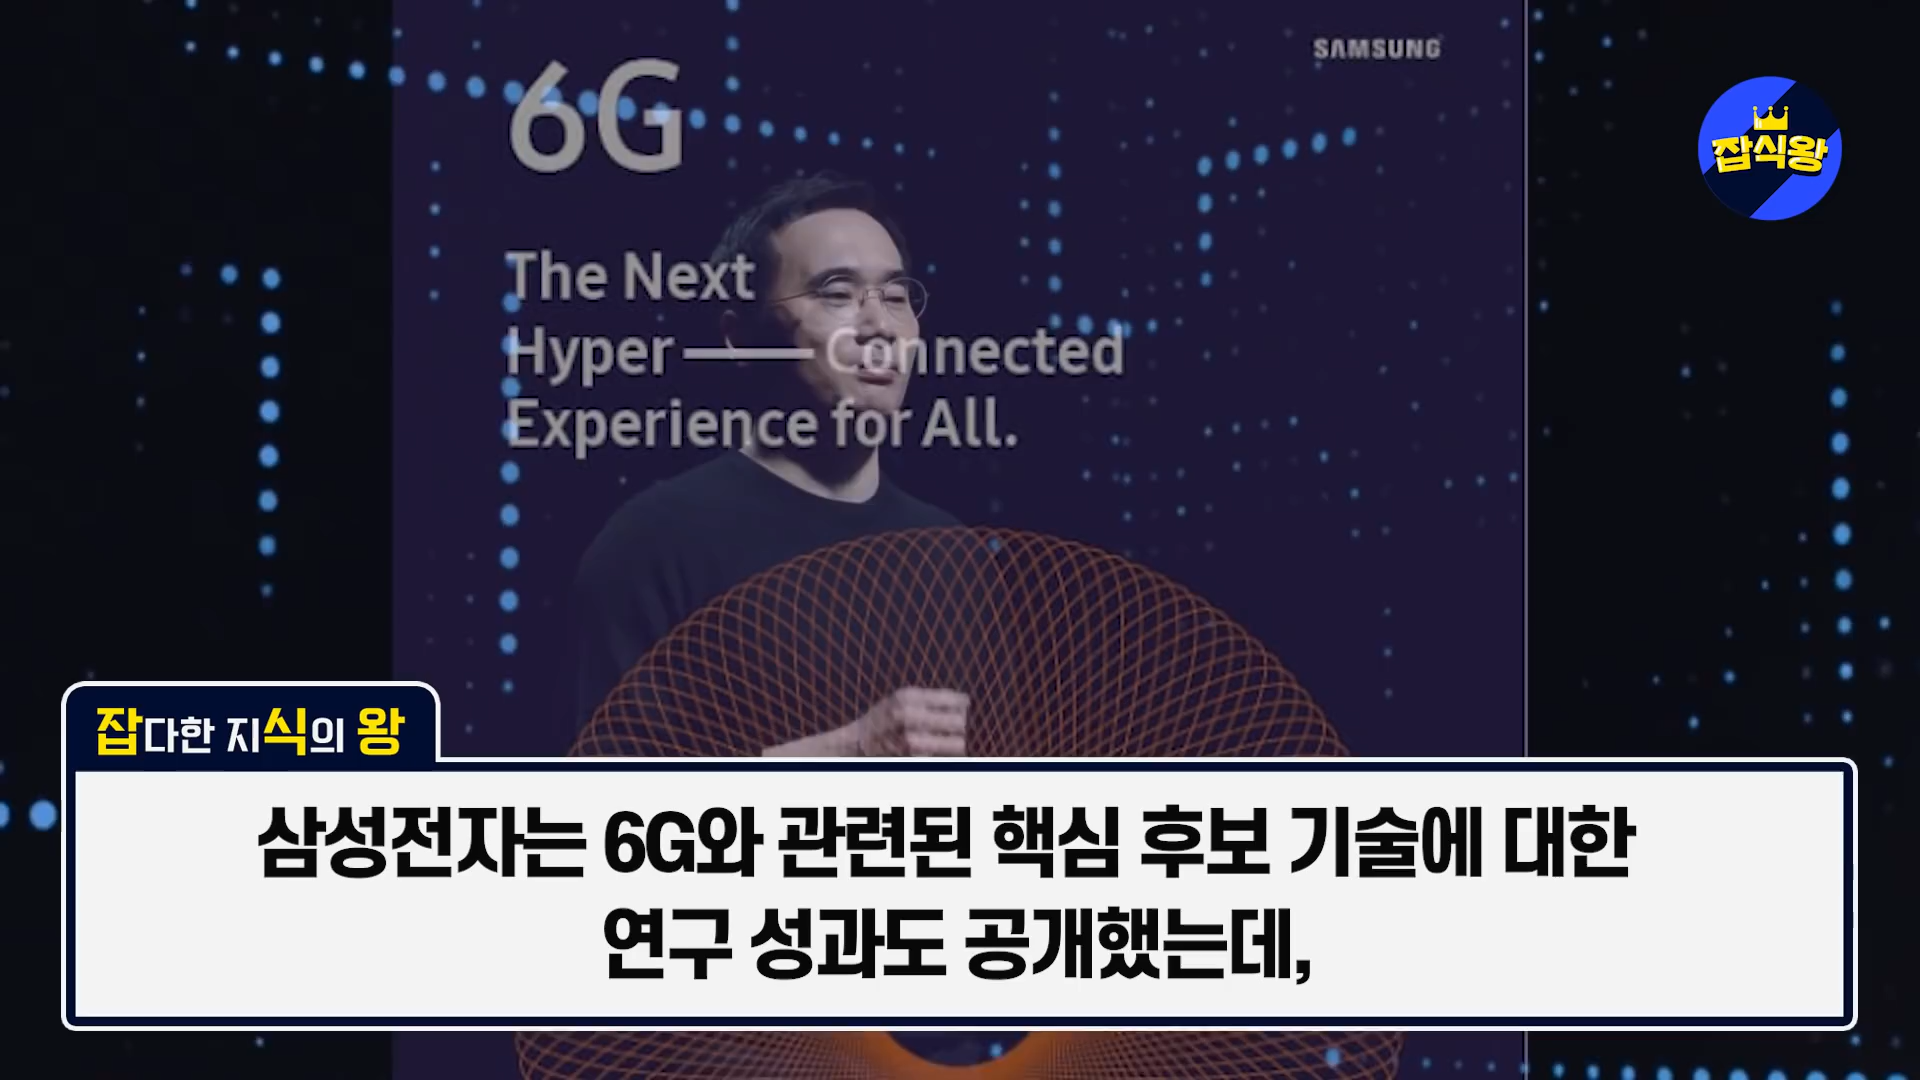 6G
SAMSUNG
The Next
Hyper — Connected
Experience for All.
잡식왕
잡다한 지식의 왕
삼성전자는 6G와 관련된 핵심 후보 기술에 대한
연구 성과도 공개했는데,